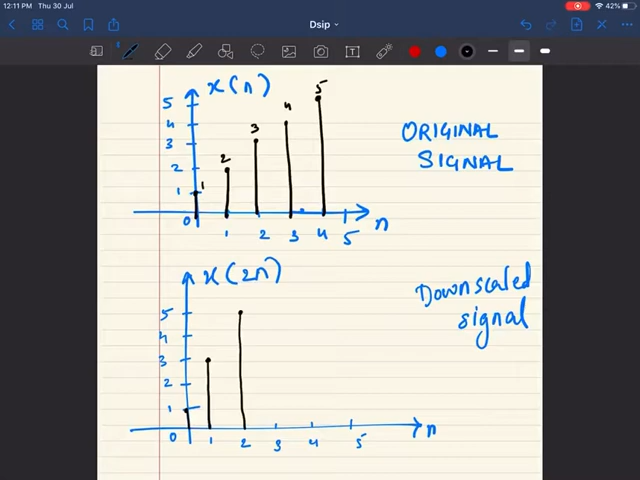 12:11 PM Thu 30 Jul
42%
Dsip
x(n)
5
4
3
2
1
0
1
2
3
4
5
1 2 3 4 5
n
ORIGINAL
SIGNAL
x(2n)
5
4
3
2
1
0
1 2 3 4 5
n
Downscaled
signal